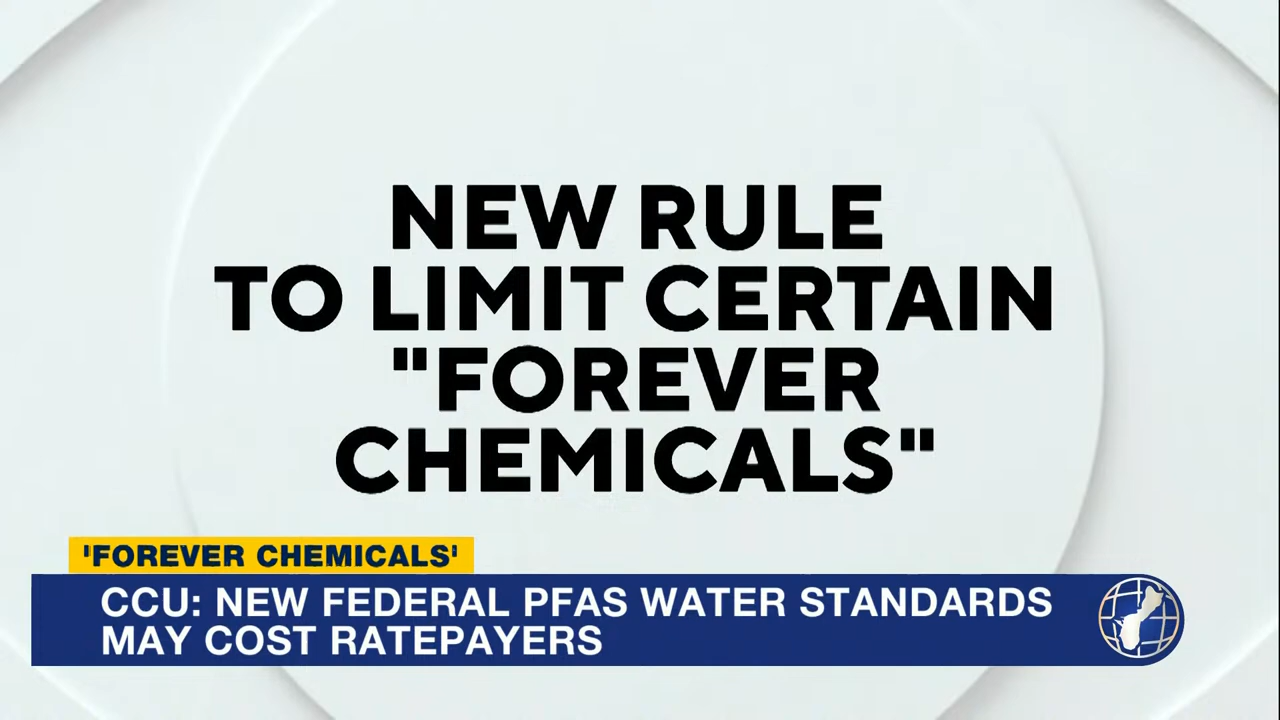 NEW RULE
TO LIMIT CERTAIN
"FOREVER
CHEMICALS"
'FOREVER CHEMICALS'
CCU: NEW FEDERAL PFAS WATER STANDARDS
MAY COST RATEPAYERS